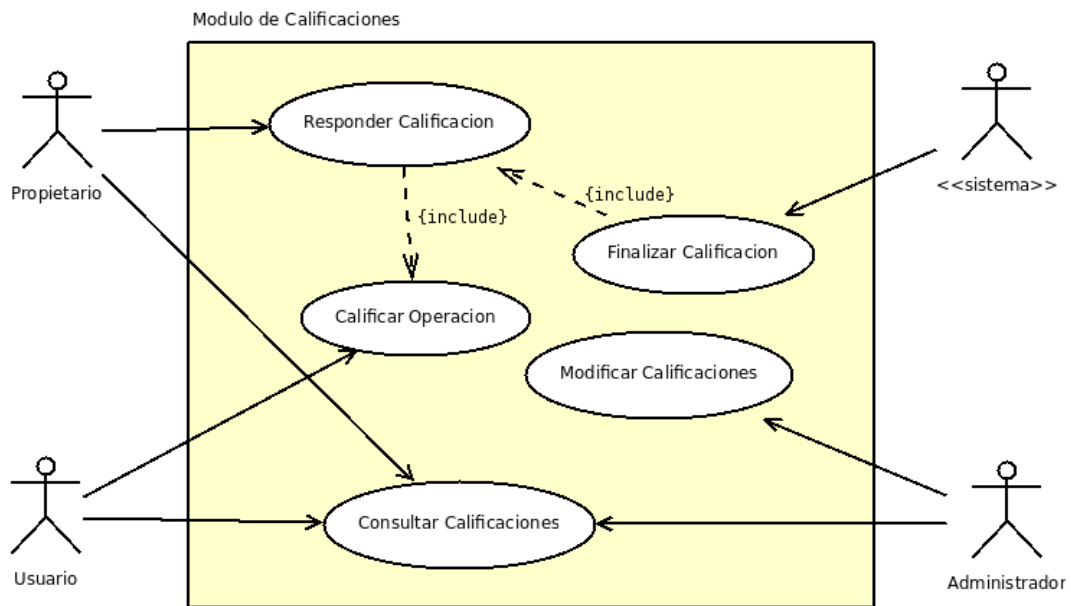 Modulo de Calificaciones
Responder Calificacion
Propietario
<<sistema>>
{include}
{include}
Finalizar Calificacion
Calificar Operacion
Modificar Calificaciones
Consultar Calificaciones
Usuario
Administrador